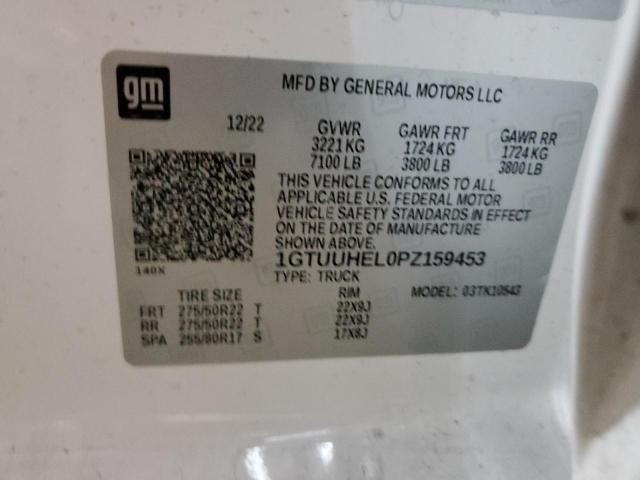 gm
MFD BY GENERAL MOTORS LLC
12/22 GVWR GAWR FRT GAWR RR
3221 KG 1724 KG 1724 KG
7100 LB 3800 LB 3800 LB
THIS VEHICLE CONFORMS TO ALL
APPLICABLE U.S. FEDERAL MOTOR
VEHICLE SAFETY STANDARDS IN EFFECT
ON THE DATE OF MANUFACTURE
SHOWN ABOVE.
140X 1GTUUHEL0PZ159453
TYPE: TRUCK
TIRE SIZE RIM MODEL: 03TK10543
FRT 275/50R22 T 22X9J
RR 275/50R22 T 22X9J
SPA 255/80R17 S 17X8J